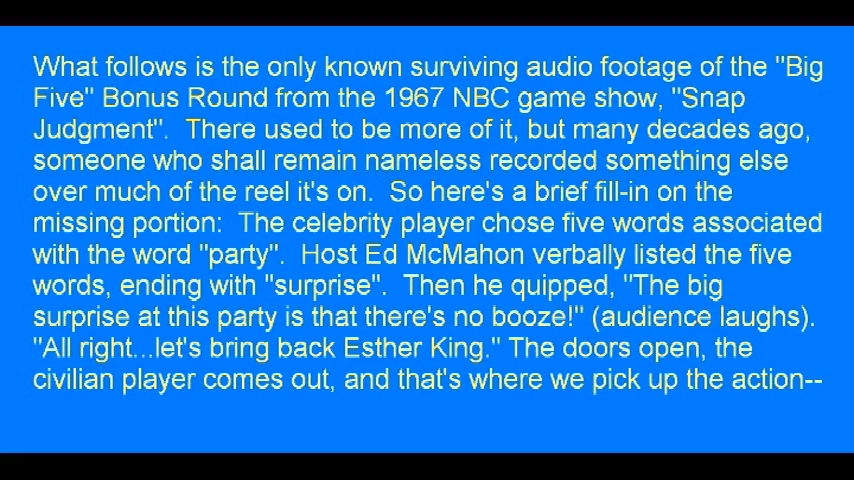 What follows is the only known surviving audio footage of the "Big
Five" Bonus Round from the 1967 NBC game show, "Snap
Judgment".  There used to be more of it, but many decades ago,
someone who shall remain nameless recorded something else
over much of the reel it's on.  So here's a brief fill-in on the
missing portion:  The celebrity player chose five words associated
with the word "party".  Host Ed McMahon verbally listed the five
words, ending with "surprise".  Then he quipped, "The big
surprise at this party is that there's no booze!" (audience laughs).
"All right...let's bring back Esther King." The doors open, the
civilian player comes out, and that's where we pick up the action--